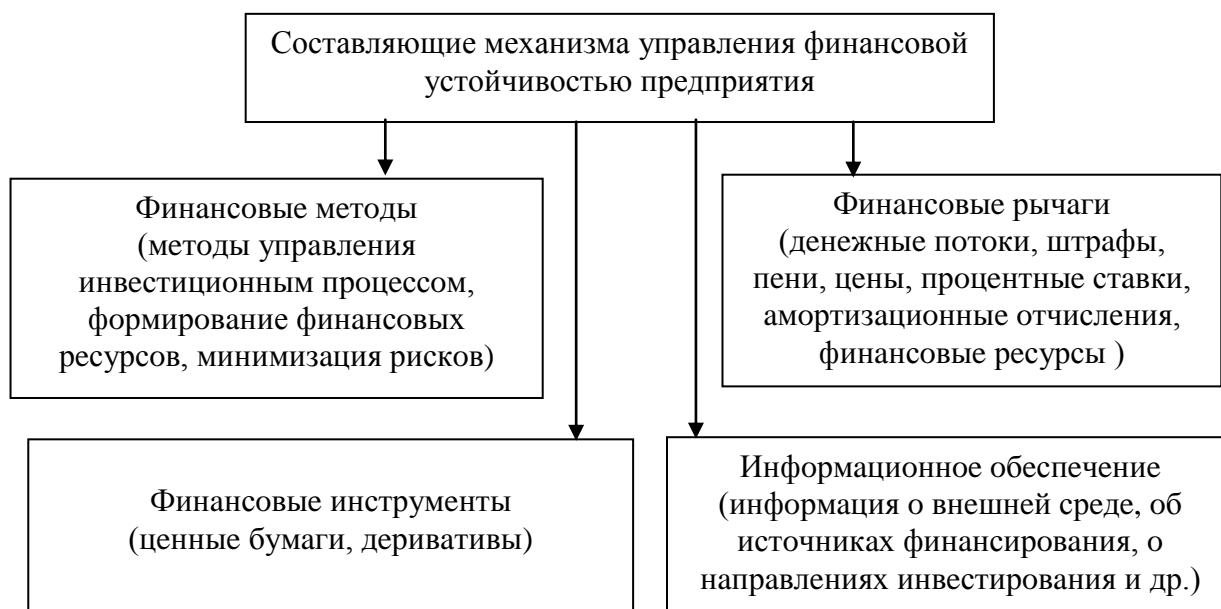 Составляющие механизма управления финансовой
устойчивостью предприятия
Финансовые методы
(методы управления
инвестиционным процессом,
формирование финансовых
ресурсов, минимизация рисков)
Финансовые рычаги
(денежные потоки, штрафы,
пени, цены, процентные ставки,
амортизационные отчисления,
финансовые ресурсы )
Финансовые инструменты
(ценные бумаги, деривативы)
Информационное обеспечение
(информация о внешней среде, об
источниках финансирования, о
направлениях инвестирования и др.)